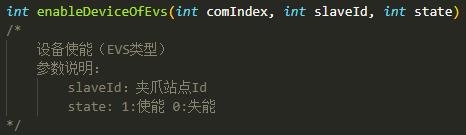 int enableDeviceOfEvs(int comIndex, int slaveId, int state)
/*
设备使能（EVS类型）
参数说明：
slaveId：夹爪站点Id
state: 1:使能 0:失能
*/